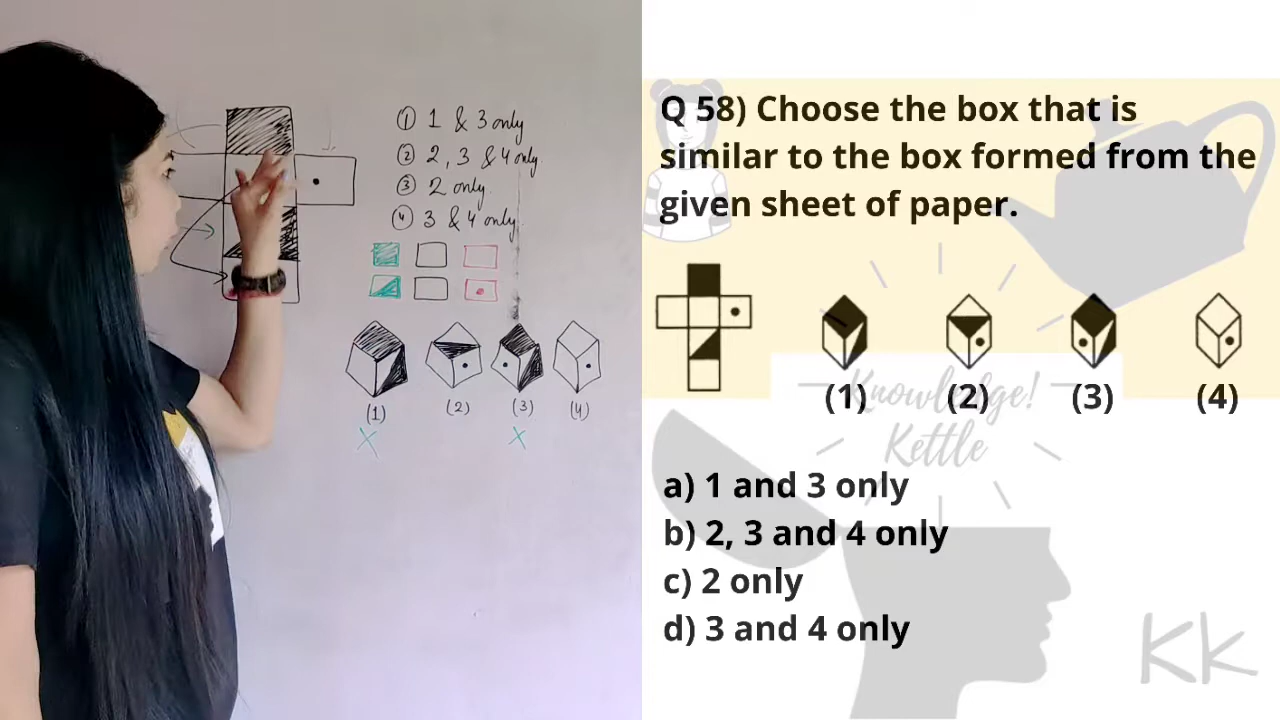 ① 1 & 3 only
② 2, 3 & 4 only
③ 2 only
④ 3 & 4 only
(1) (2) (3) (4)
X X
Q 58) Choose the box that is
similar to the box formed from the
given sheet of paper.
(1) (2) (3) (4)
Knowledge!
Kettle
a) 1 and 3 only
b) 2, 3 and 4 only
c) 2 only
d) 3 and 4 only
KK